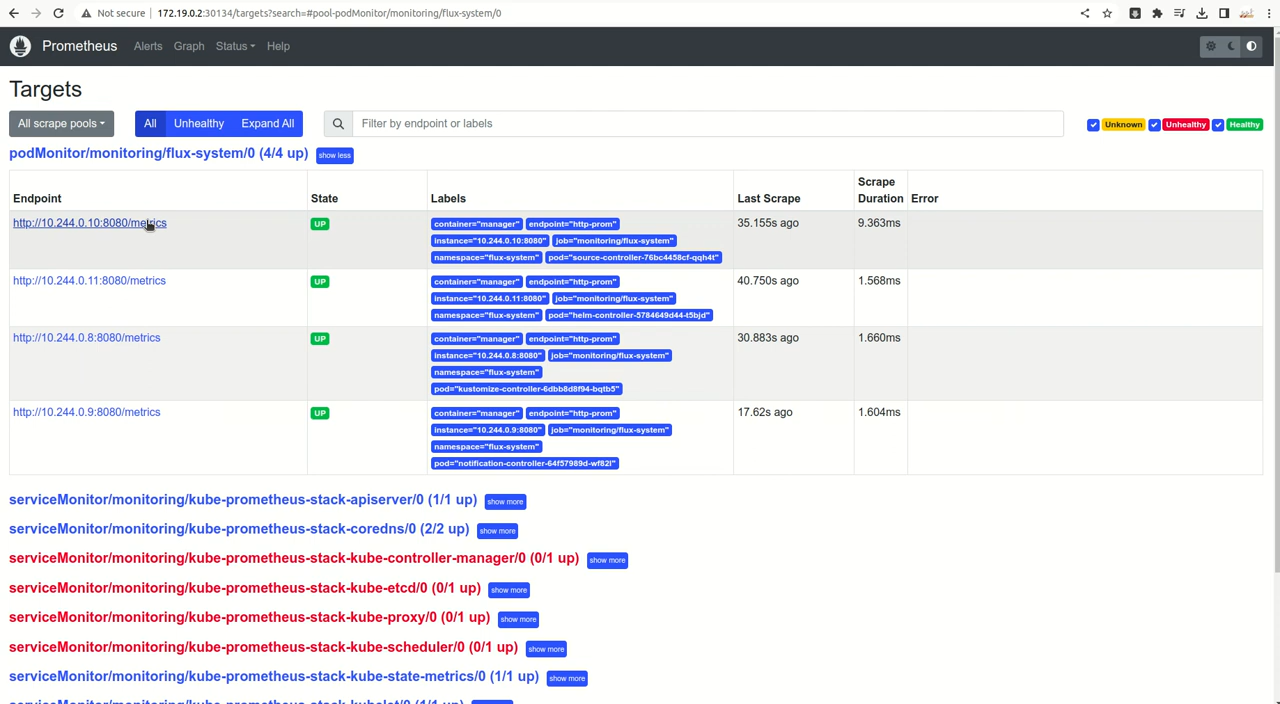 Not secure | 172.19.0.2:30134/targets?search=#pool-podMonitor/monitoring/flux-system/0
Prometheus Alerts Graph Status Help
Targets
All scrape pools All Unhealthy Expand All Filter by endpoint or labels Unknown Unhealthy Healthy
podMonitor/monitoring/flux-system/0 (4/4 up) show less
Endpoint State Labels Last Scrape Scrape Duration Error
http://10.244.0.10:8080/metrics UP container="manager" endpoint="http-prom" 35.155s ago 9.363ms
instance="10.244.0.10:8080" job="monitoring/flux-system"
namespace="flux-system" pod="source-controller-76bc4458cf-qqh4t"
http://10.244.0.11:8080/metrics UP container="manager" endpoint="http-prom" 40.750s ago 1.568ms
instance="10.244.0.11:8080" job="monitoring/flux-system"
namespace="flux-system" pod="helm-controller-5784649d44-t5bjd"
http://10.244.0.8:8080/metrics UP container="manager" endpoint="http-prom" 30.883s ago 1.660ms
instance="10.244.0.8:8080" job="monitoring/flux-system"
namespace="flux-system"
pod="kustomize-controller-6dbb8d8f94-bqtb5"
http://10.244.0.9:8080/metrics UP container="manager" endpoint="http-prom" 17.62s ago 1.604ms
instance="10.244.0.9:8080" job="monitoring/flux-system"
namespace="flux-system"
pod="notification-controller-64f57989d-wf82l"
serviceMonitor/monitoring/kube-prometheus-stack-apiserver/0 (1/1 up) show more
serviceMonitor/monitoring/kube-prometheus-stack-coredns/0 (2/2 up) show more
serviceMonitor/monitoring/kube-prometheus-stack-kube-controller-manager/0 (0/1 up) show more
serviceMonitor/monitoring/kube-prometheus-stack-kube-etcd/0 (0/1 up) show more
serviceMonitor/monitoring/kube-prometheus-stack-kube-proxy/0 (0/1 up) show more
serviceMonitor/monitoring/kube-prometheus-stack-kube-scheduler/0 (0/1 up) show more
serviceMonitor/monitoring/kube-prometheus-stack-kube-state-metrics/0 (1/1 up) show more
serviceMonitor/monitoring/kube-prometheus-stack-kubelet/0 (1/1 up)